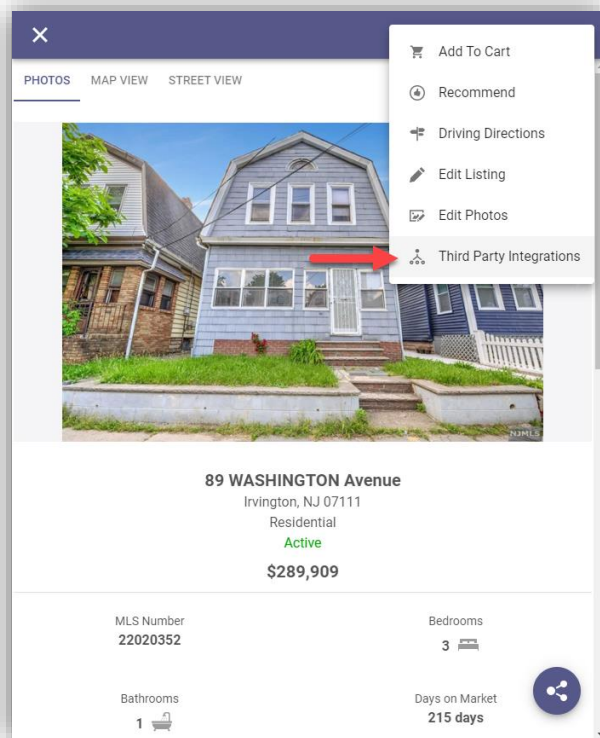 Add To Cart
Recommend
Driving Directions
Edit Listing
Edit Photos
Third Party Integrations
PHOTOS MAP VIEW STREET VIEW
NJMLS
89 WASHINGTON Avenue
Irvington, NJ 07111
Residential
Active
$289,909
MLS Number
22020352
Bedrooms
3
Bathrooms
1
Days on Market
215 days